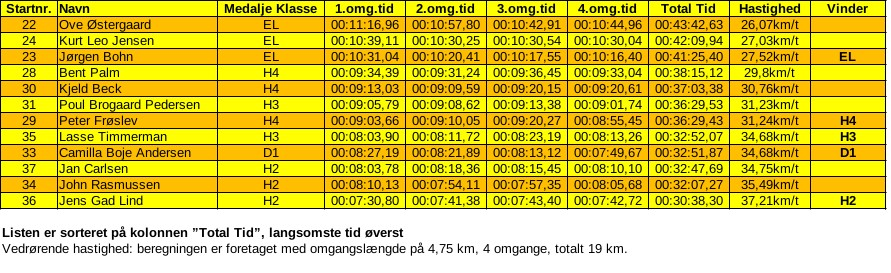 Startnr. Navn Medalje Klasse 1.omg.tid 2.omg.tid 3.omg.tid 4.omg.tid Total Tid Hastighed Vinder
22 Ove Østergaard EL 00:11:16,96 00:10:57,80 00:10:42,91 00:10:44,96 00:43:42,63 26,07km/t
24 Kurt Leo Jensen EL 00:10:39,11 00:10:30,25 00:10:30,54 00:10:30,04 00:42:09,94 27,03km/t
23 Jørgen Bohn EL 00:10:31,04 00:10:20,41 00:10:17,55 00:10:16,40 00:41:25,40 27,52km/t EL
28 Bent Palm H4 00:09:34,39 00:09:31,24 00:09:36,45 00:09:33,04 00:38:15,12 29,8km/t
30 Kjeld Beck H4 00:09:13,03 00:09:09,59 00:09:20,15 00:09:20,61 00:37:03,38 30,76km/t
31 Poul Brogaard Pedersen H3 00:09:05,79 00:09:08,62 00:09:13,38 00:09:01,74 00:36:29,53 31,23km/t
29 Peter Frøslev H4 00:09:03,66 00:09:10,05 00:09:20,27 00:08:55,45 00:36:29,43 31,24km/t H4
35 Lasse Timmerman H3 00:08:03,90 00:08:11,72 00:08:23,19 00:08:13,26 00:32:52,07 34,68km/t H3
33 Camilla Boje Andersen D1 00:08:27,19 00:08:21,89 00:08:13,12 00:07:49,67 00:32:51,87 34,68km/t D1
37 Jan Carlsen H2 00:08:03,78 00:08:18,36 00:08:15,45 00:08:10,10 00:32:47,69 34,75km/t
34 John Rasmussen H2 00:08:10,13 00:07:54,11 00:07:57,35 00:08:05,68 00:32:07,27 35,49km/t
36 Jens Gad Lind H2 00:07:30,80 00:07:41,38 00:07:43,40 00:07:42,72 00:30:38,30 37,21km/t H2
Listen er sorteret på kolonnen ”Total Tid”, langsomste tid øverst
Vedrørende hastighed: beregningen er foretaget med omgangslængde på 4,75 km, 4 omgange, totalt 19 km.